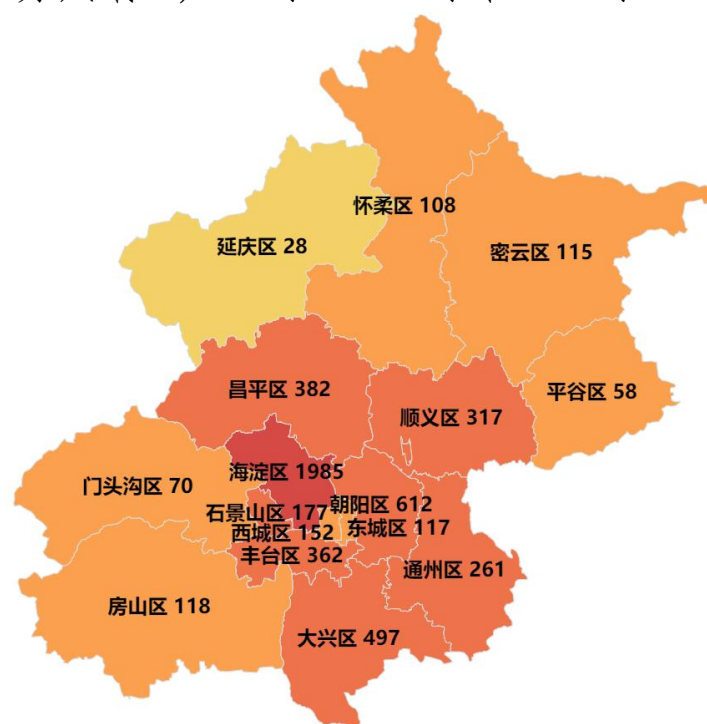 怀柔区 108
延庆区 28
密云区 115
昌平区 382
平谷区 58
顺义区 317
海淀区 1985
门头沟区 70
朝阳区 612
石景山区 177
东城区 117
西城区 152
丰台区 362
通州区 261
房山区 118
大兴区 497